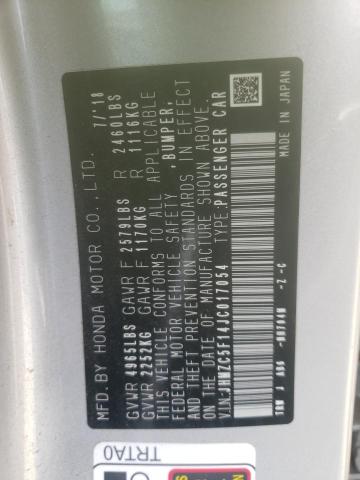 MFD.BY HONDA MOTOR CO.,LTD. 7/'18
GVWR 4965LBS GAWR F 2579LBS R 2460LBS
GVWR 2252KG GAWR F 1170KG R 1116KG
THIS VEHICLE CONFORMS TO ALL APPLICABLE
FEDERAL MOTOR VEHICLE SAFETY ,BUMPER,
AND THEFT PREVENTION STANDARDS IN EFFECT
ON THE DATE OF MANUFACTURE SHOWN ABOVE.
V.I.N:JHMZC5F14JC017054 TYPE:PASSENGER CAR
TRW J A99 -Z -C
MADE IN JAPAN
TRTA0